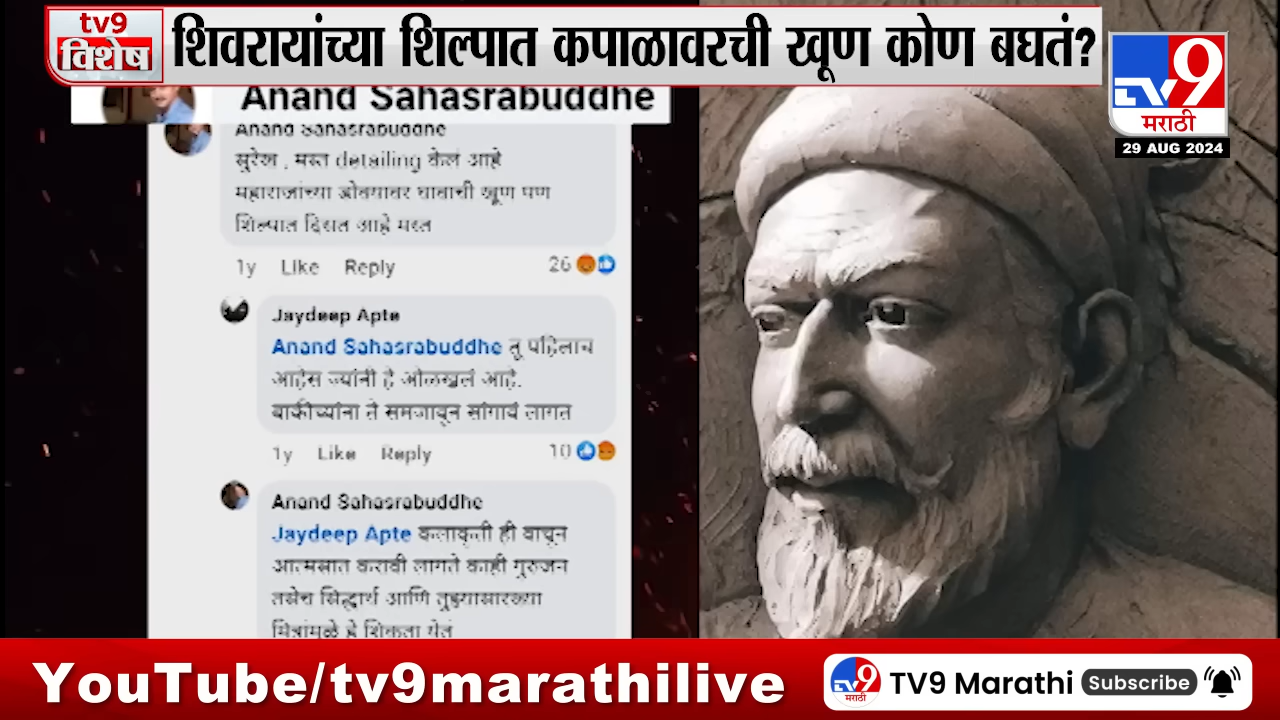 tv9
विशेष
शिवरायांच्या शिल्पात कपाळावरची खूण कोण बघतं?
TV9
मराठी
29 AUG 2024
Anand Sahasrabuddhe
Anand Sahasrabuddhe
सुरेख . मस्त detailing केलं आहे
महाराजांच्या डोक्यावर घावाची खूण पण
शिल्पात दिसत आहे मस्त
1y Like Reply 26
Jaydeep Apte
Anand Sahasrabuddhe तू पहिलाच
आहेस ज्यांनी हे ओळखलं आहे.
बाकीच्यांना ते समजावून सांगावं लागत
1y Like Reply 10
Anand Sahasrabuddhe
Jaydeep Apte कलाकृती ही वाचून
आत्मसात करावी लागते काही गुरुजन
तसेच सिद्धार्थ आणि तुझ्यासारख्या
मित्रांमुळे हे शिकता येतं
YouTube/tv9marathilive
TV9
मराठी
TV9 Marathi
Subscribe